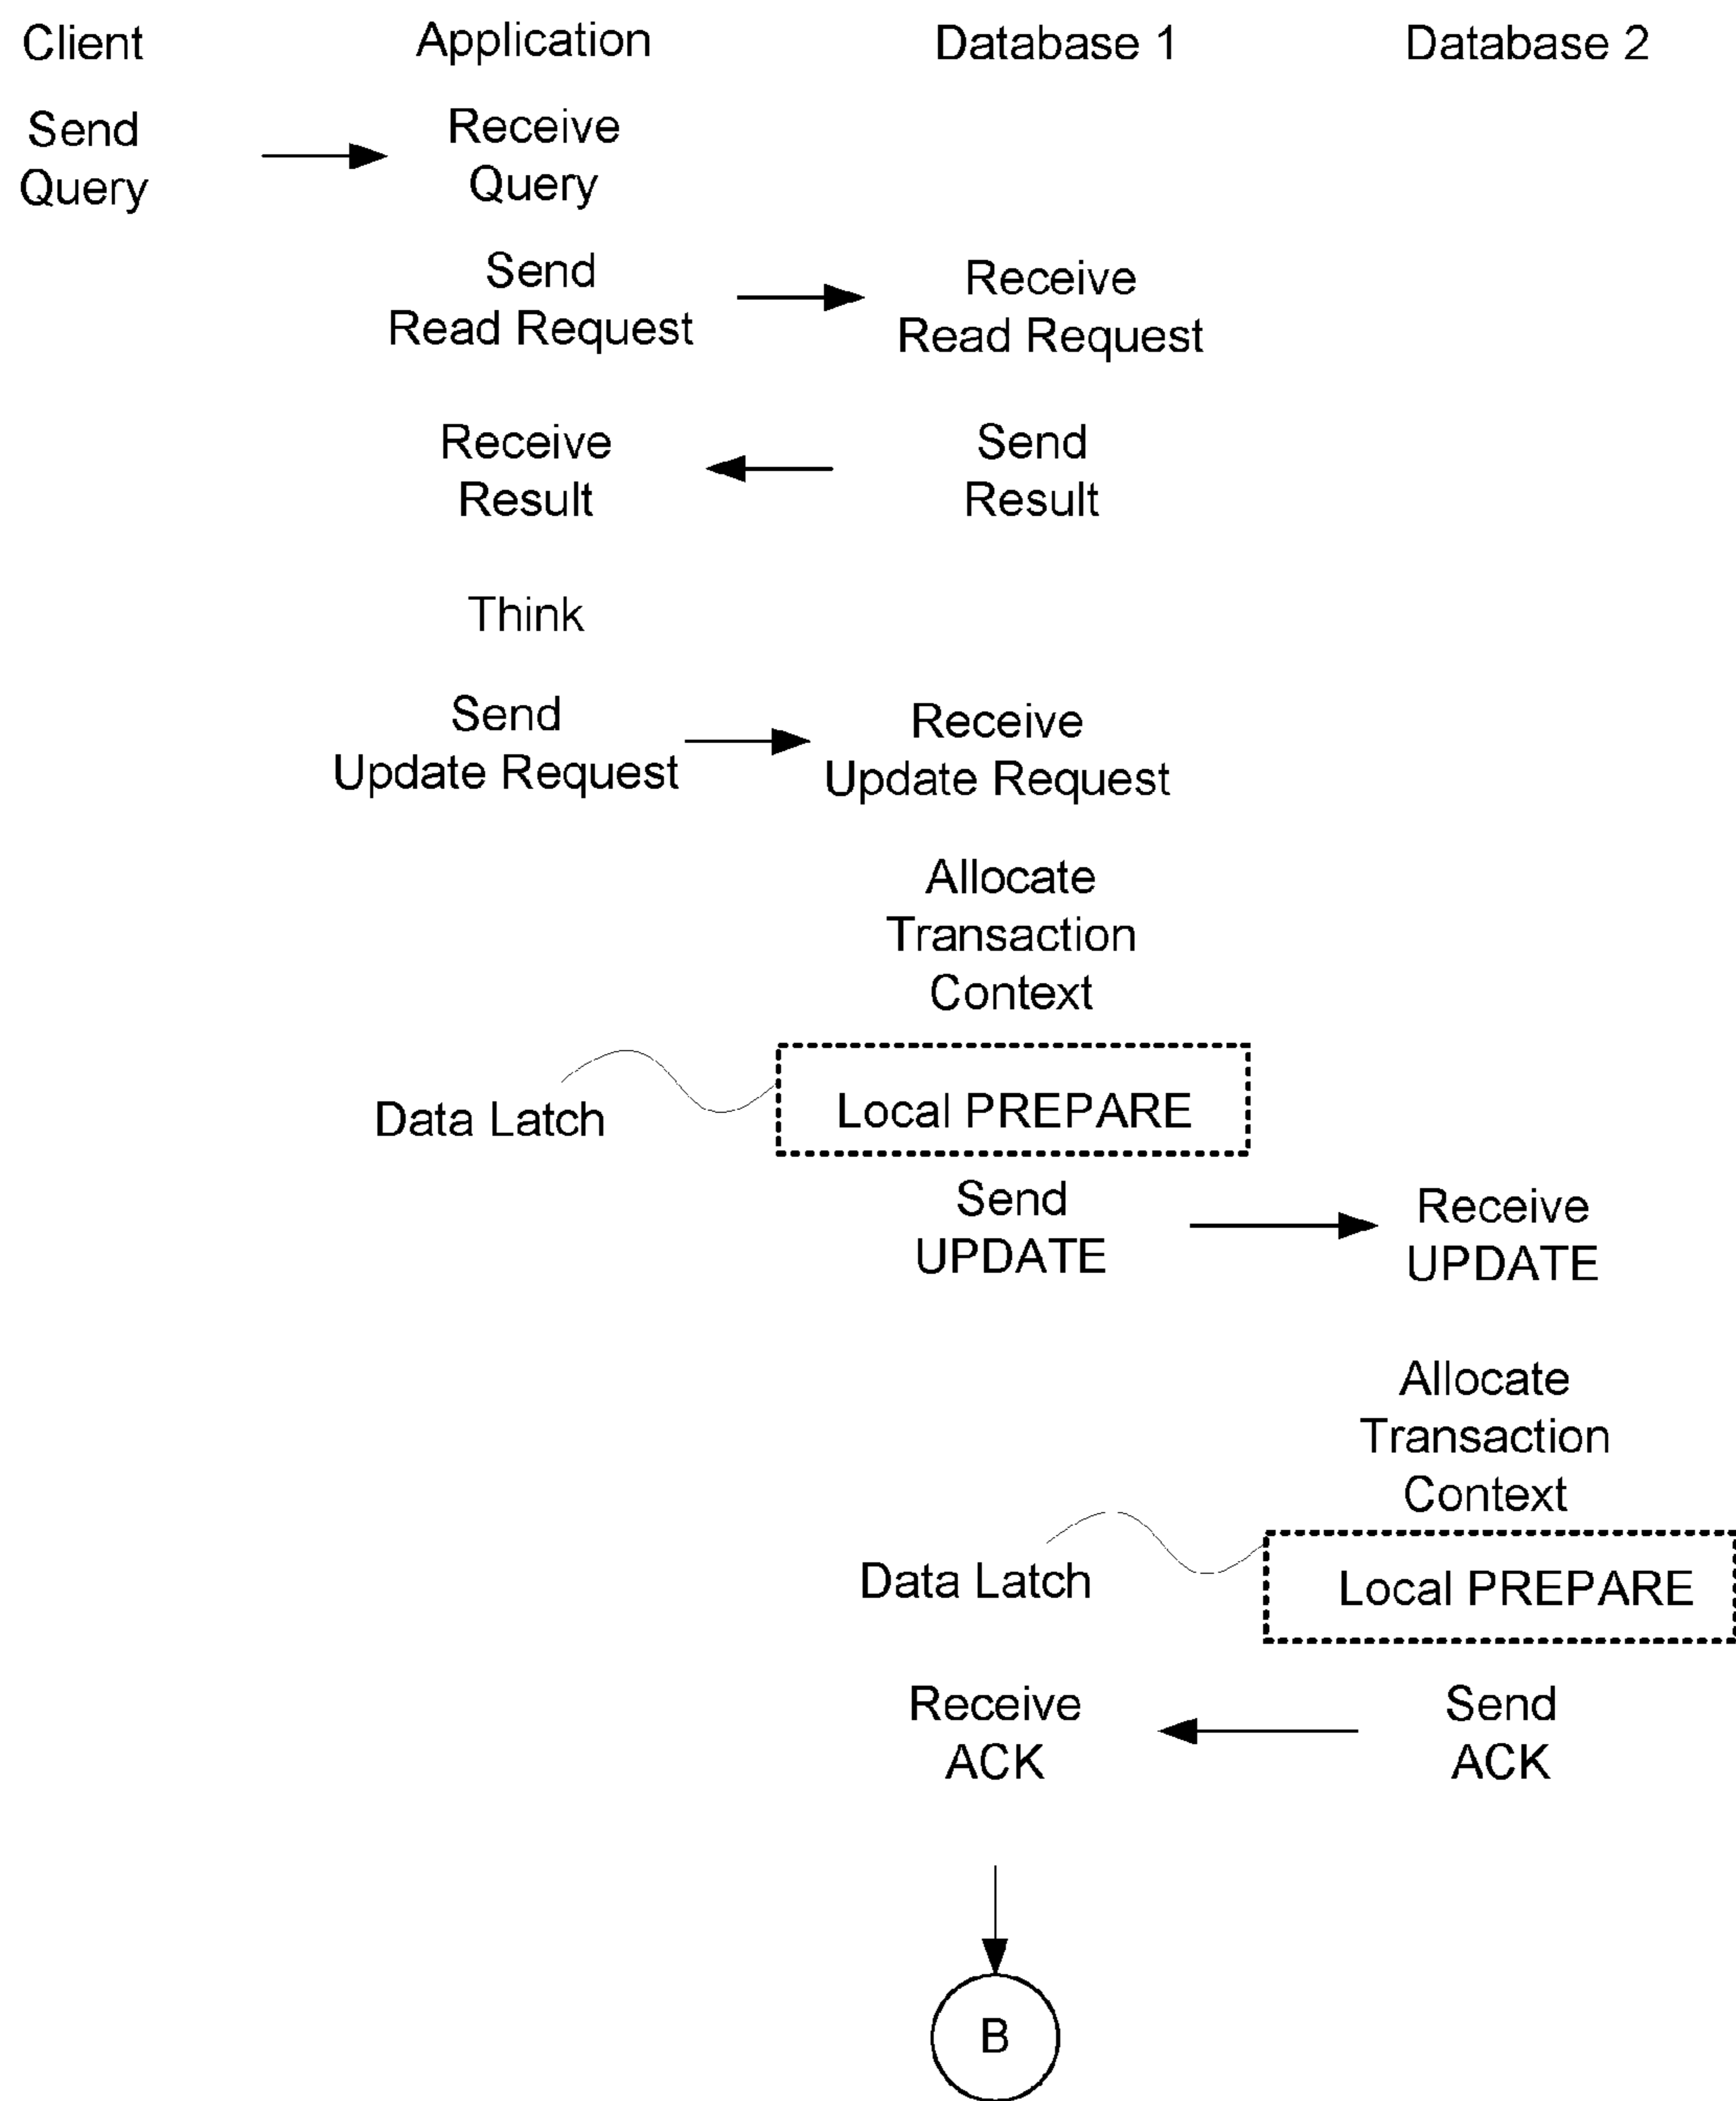 Client Application Database 1 Database 2
Send Receive
Query Query
Send Receive
Read Request Read Request
Receive Send
Result Result
Think
Send Receive
Update Request Update Request
Allocate
Transaction
Context
Data Latch Local PREPARE
Send Receive
UPDATE UPDATE
Allocate
Transaction
Context
Data Latch Local PREPARE
Receive Send
ACK ACK
B